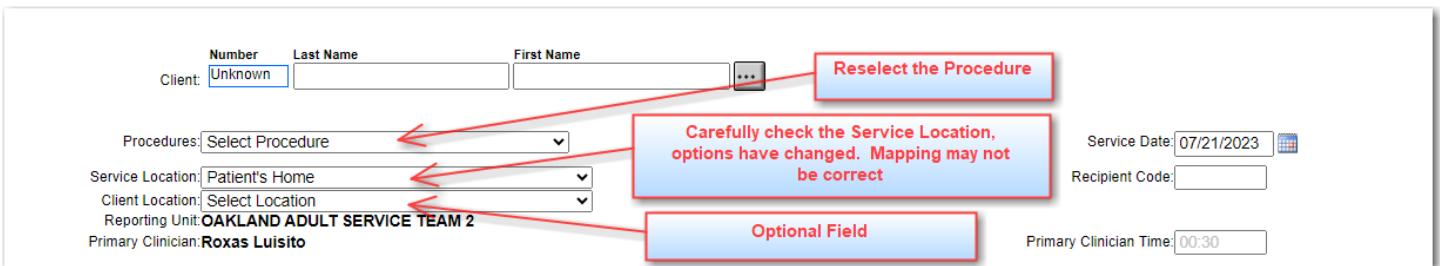 Number Last Name First Name
Client: Unknown ...
Reselect the Procedure
Procedures: Select Procedure
Carefully check the Service Location,
options have changed. Mapping may not
be correct
Service Date: 07/21/2023
Service Location: Patient's Home
Recipient Code:
Client Location: Select Location
Reporting Unit: OAKLAND ADULT SERVICE TEAM 2
Optional Field
Primary Clinician: Roxas Luisito
Primary Clinician Time: 00:30